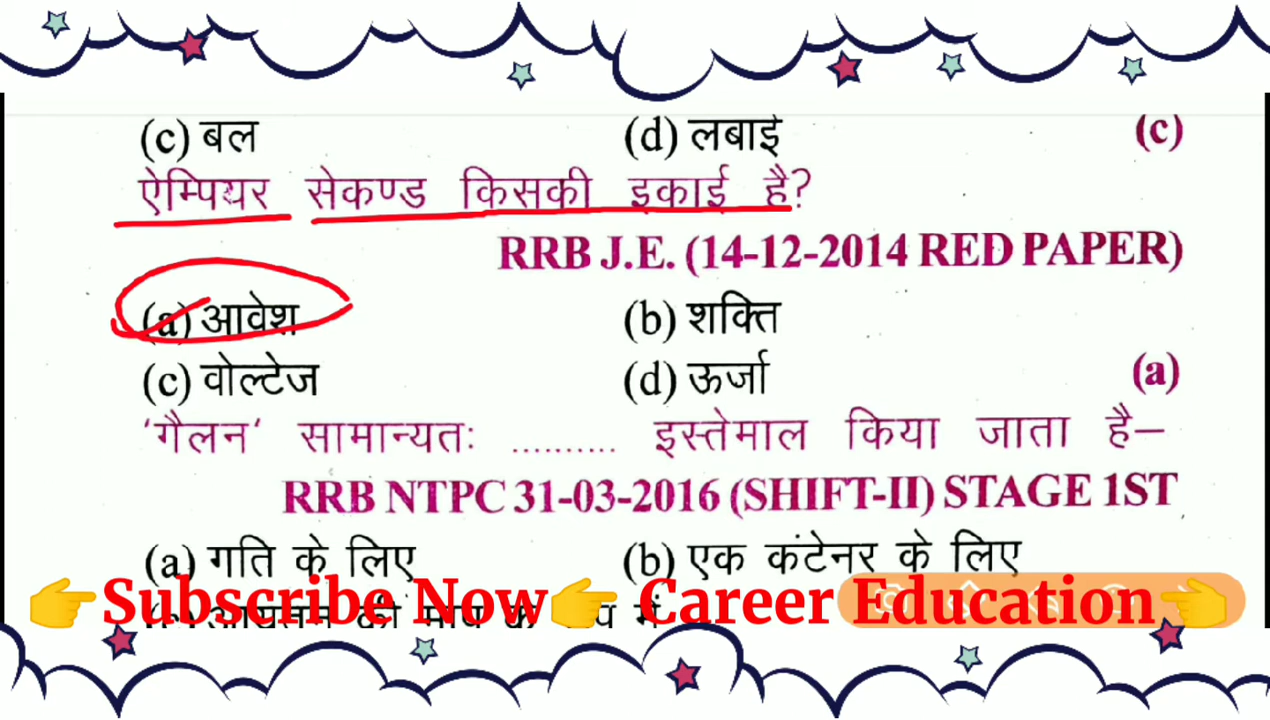 (c) बल (d) लबाई (c)
ऐम्पियर सेकण्ड किसकी इकाई है?
RRB J.E. (14-12-2014 RED PAPER)
(a) आवेश (b) शक्ति
(c) वोल्टेज (d) ऊर्जा (a)
'गैलन' सामान्यतः .......... इस्तेमाल किया जाता है–
RRB NTPC 31-03-2016 (SHIFT-II) STAGE 1ST
(a) गति के लिए (b) एक कंटेनर के लिए
👉Subscribe Now👉 Career Education👈